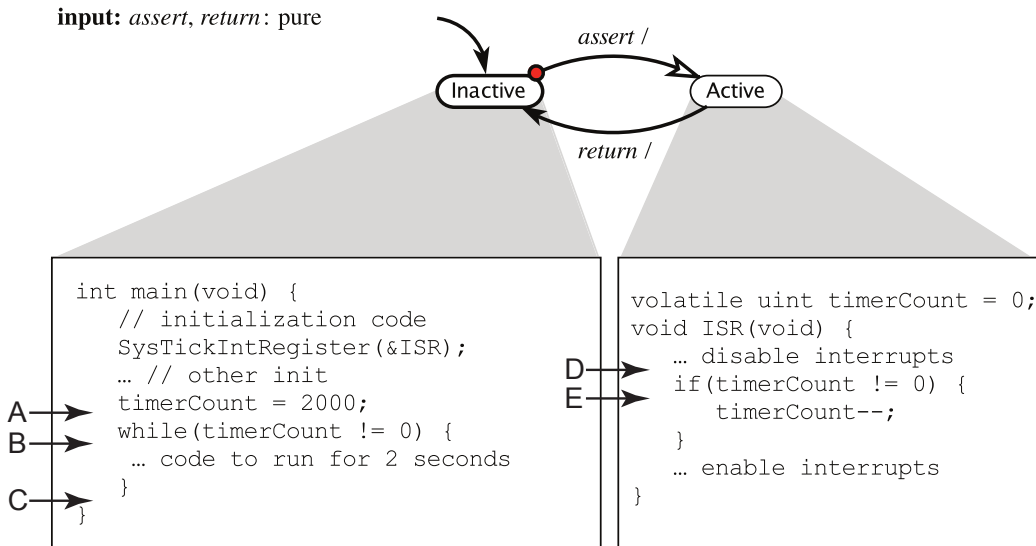 input: assert, return: pure
assert /
Inactive
Active
return /
int main(void) {
// initialization code
SysTickIntRegister(&ISR);
… // other init
A
timerCount = 2000;
B
while(timerCount != 0) {
… code to run for 2 seconds
}
C
}
volatile uint timerCount = 0;
void ISR(void) {
… disable interrupts
D
if(timerCount != 0) {
E
timerCount--;
}
… enable interrupts
}